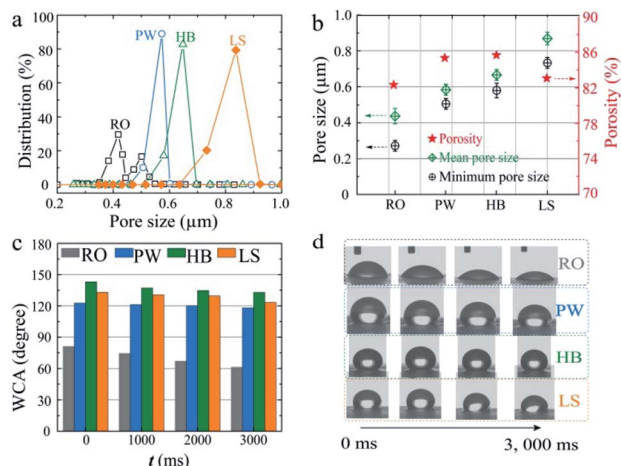 a
Distribution (%)
100
80
60
40
20
0
RO
PW
HB
LS
0.2 0.4 0.6 0.8 1.0
Pore size (μm)
b
Pore size (μm)
1.0
0.8
0.6
0.4
0.2
0
Porosity
Mean pore size
Minimum pore size
RO PW HB LS
90
86
82
78
74
70
Porosity (%)
c
WCA (degree)
180
150
120
90
60
30
0
RO PW HB LS
0 1000 2000 3000
t (ms)
d
RO
PW
HB
LS
0 ms 3, 000 ms